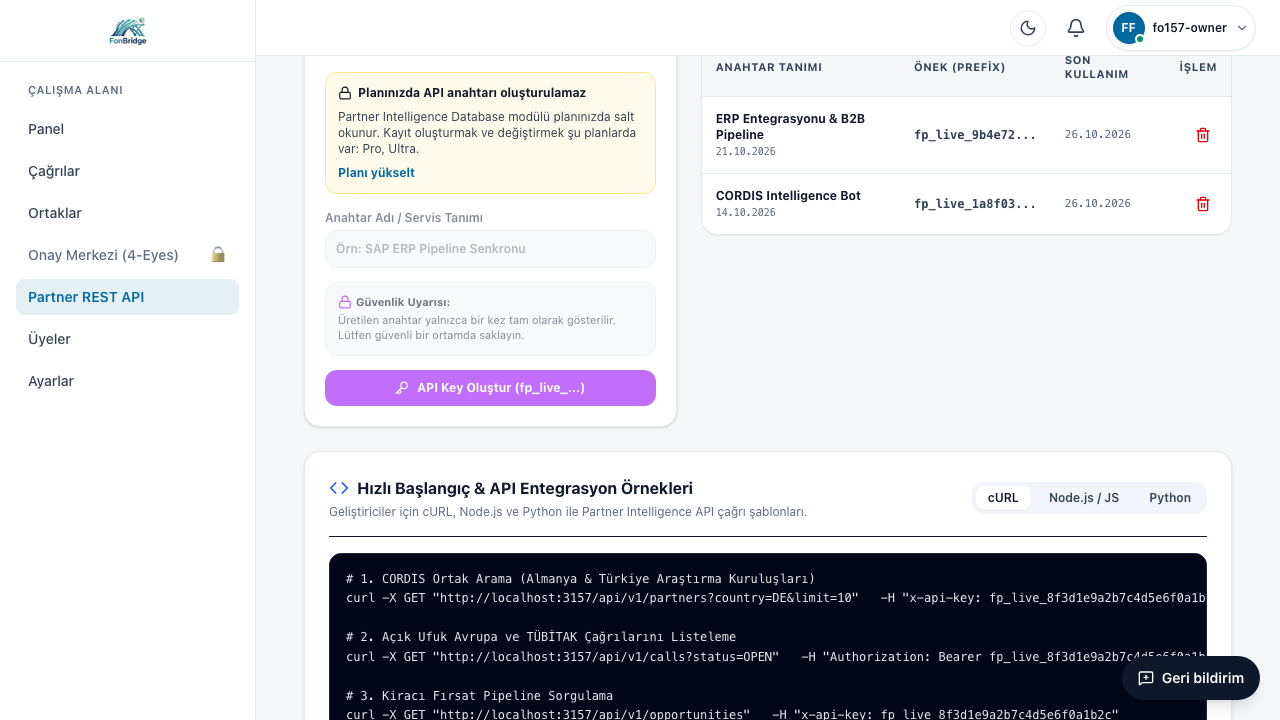 FonBridge
FF
fo157-owner
ÇALIŞMA ALANI
Panel
Çağrılar
Ortaklar
Onay Merkezi (4-Eyes)
Partner REST API
Üyeler
Ayarlar
Planınızda API anahtarı oluşturulamaz
Partner Intelligence Database modülü planınızda salt
okunur. Kayıt oluşturmak ve değiştirmek şu planlarda
var: Pro, Ultra.
Planı yükselt
Anahtar Adı / Servis Tanımı
Örn: SAP ERP Pipeline Senkronu
Güvenlik Uyarısı:
Üretilen anahtar yalnızca bir kez tam olarak gösterilir.
Lütfen güvenli bir ortamda saklayın.
API Key Oluştur (fp_live_...)
ANAHTAR TANIMI
ÖNEK (PREFİX)
SON
KULLANIM
İŞLEM
ERP Entegrasyonu & B2B
Pipeline
21.10.2026
fp_live_9b4e72...
26.10.2026
CORDIS Intelligence Bot
14.10.2026
fp_live_1a8f03...
26.10.2026
Hızlı Başlangıç & API Entegrasyon Örnekleri
Geliştiriciler için cURL, Node.js ve Python ile Partner Intelligence API çağrı şablonları.
cURL
Node.js / JS
Python
# 1. CORDIS Ortak Arama (Almanya & Türkiye Araştırma Kuruluşları)
curl -X GET "http://localhost:3157/api/v1/partners?country=DE&limit=10"   -H "x-api-key: fp_live_8f3d1e9a2b7c4d5e6f0a1b
# 2. Açık Ufuk Avrupa ve TÜBİTAK Çağrılarını Listeleme
curl -X GET "http://localhost:3157/api/v1/calls?status=OPEN"   -H "Authorization: Bearer fp_live_8f3d1e9a2b7c4d5e6f0a1b
# 3. Kiracı Fırsat Pipeline Sorgulama
curl -X GET "http://localhost:3157/api/v1/opportunities"   -H "x-api-key: fp_live_8f3d1e9a2b7c4d5e6f0a1b2c"
Geri bildirim